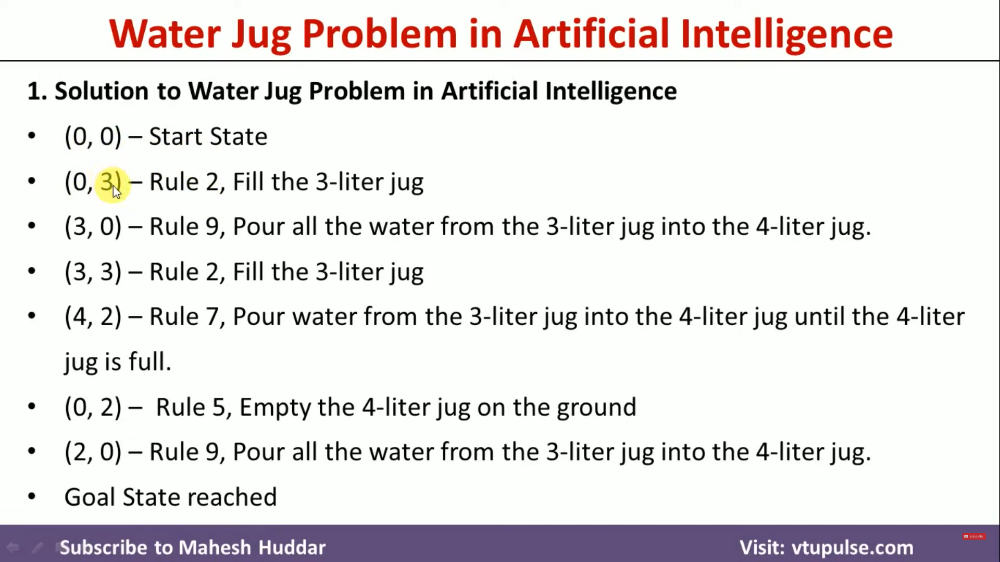 Water Jug Problem in Artificial Intelligence
1. Solution to Water Jug Problem in Artificial Intelligence
• (0, 0) – Start State
• (0, 3) – Rule 2, Fill the 3-liter jug
• (3, 0) – Rule 9, Pour all the water from the 3-liter jug into the 4-liter jug.
• (3, 3) – Rule 2, Fill the 3-liter jug
• (4, 2) – Rule 7, Pour water from the 3-liter jug into the 4-liter jug until the 4-liter
jug is full.
• (0, 2) – Rule 5, Empty the 4-liter jug on the ground
• (2, 0) – Rule 9, Pour all the water from the 3-liter jug into the 4-liter jug.
• Goal State reached
Subscribe
Subscribe to Mahesh Huddar Visit: vtupulse.com